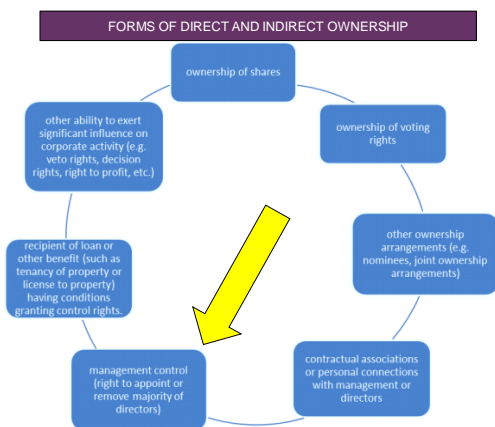 FORMS OF DIRECT AND INDIRECT OWNERSHIP
ownership of shares
ownership of voting
rights
other ownership
arrangements (e.g.
nominees, joint ownership
arrangements)
contractual associations
or personal connections
with management or
directors
management control
(right to appoint or
remove majority of
directors)
recipient of loan or
other benefit (such as
tenancy of property or
license to property)
having conditions
granting control rights.
other ability to exert
significant influence on
corporate activity (e.g.
veto rights, decision
rights, right to profit, etc.)